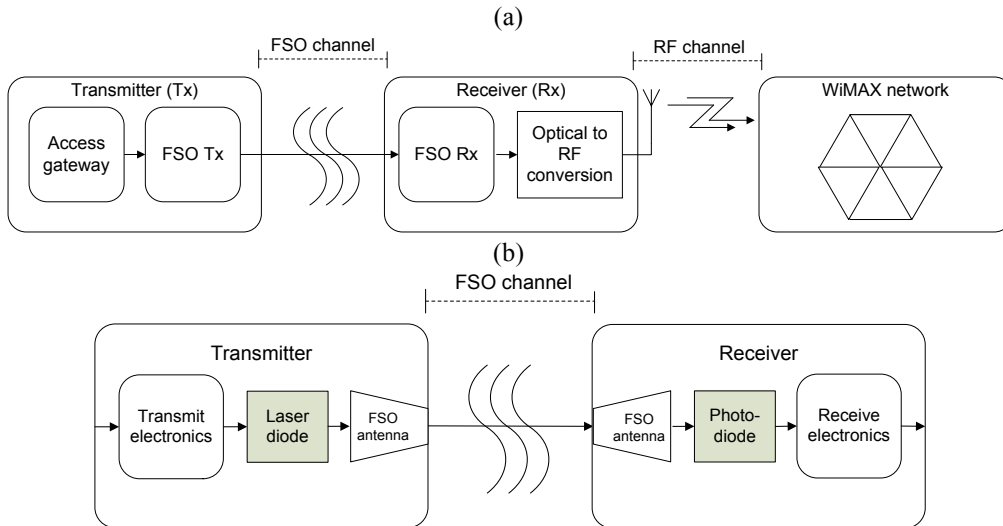 (a)
FSO channel
RF channel
Transmitter (Tx)
Receiver (Rx)
WiMAX network
Access
gateway
FSO Tx
FSO Rx
Optical to
RF
conversion
(b)
FSO channel
Transmitter
Receiver
Transmit
electronics
Laser
diode
FSO
antenna
FSO
antenna
Photo-
diode
Receive
electronics